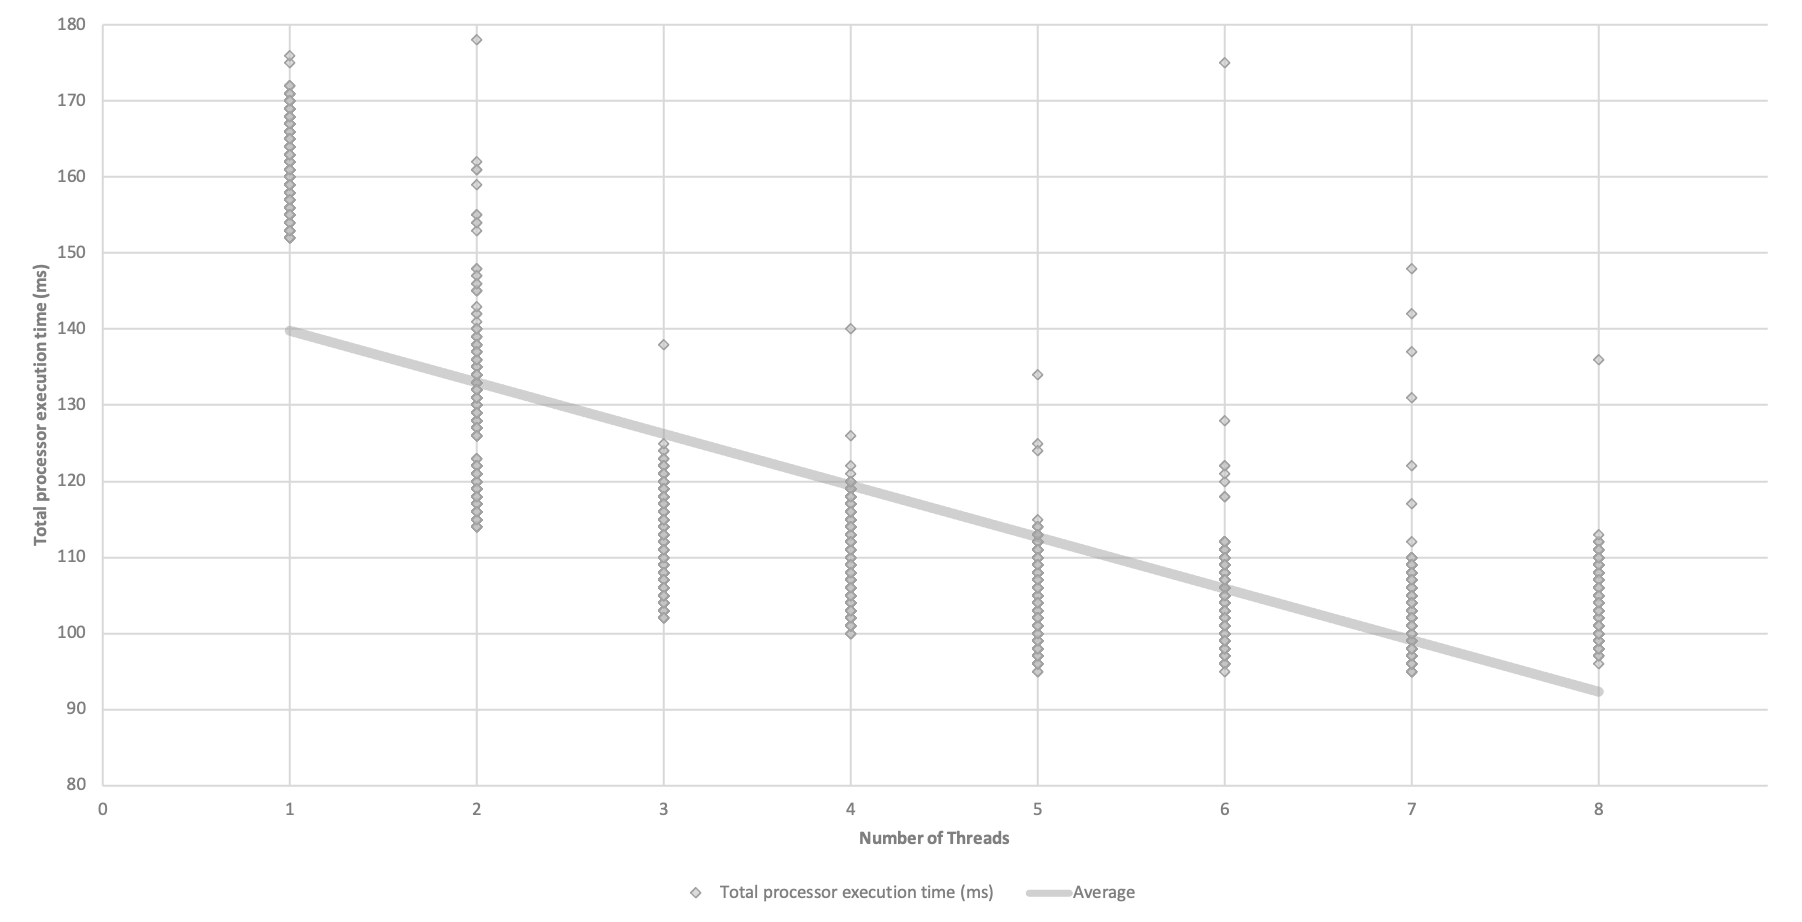 180
170
160
150
140
130
120
110
100
90
80
Total processor execution time (ms)
0 1 2 3 4 5 6 7 8
Number of Threads
Total processor execution time (ms) Average